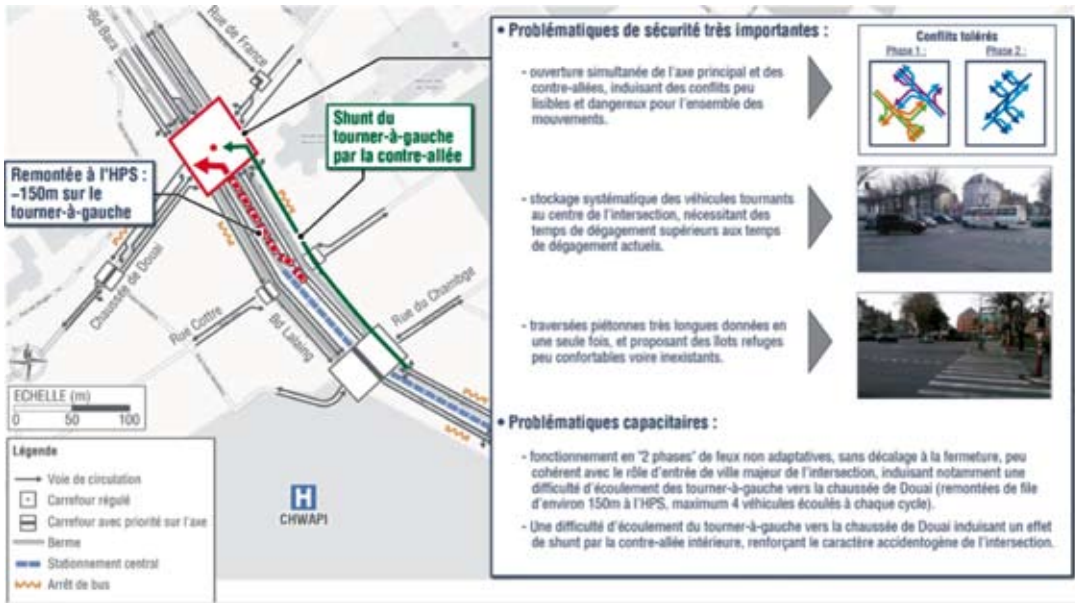 Bd Bara
Rue de France
Shunt du
tourner-à-gauche
par la contre-allée
Remontée à l'HPS :
~150m sur le
tourner-à-gauche
Chaussée de Douai
Rue Cottre
Bd Lalaing
Rue du Chambge
ECHELLE (m)
0 50 100
Légende
Voie de circulation
Carrefour régulé
Carrefour avec priorité sur l'axe
Berme
Stationnement central
Arrêt de bus
H
CHWAPI
• Problématiques de sécurité très importantes :
- ouverture simultanée de l'axe principal et des
contre-allées, induisant des conflits peu
lisibles et dangereux pour l'ensemble des
mouvements.
Conflits tolérés
Phase 1 : Phase 2 :
- stockage systématique des véhicules tournants
au centre de l'intersection, nécessitant des
temps de dégagement supérieurs aux temps
de dégagement actuels.
- traversées piétonnes très longues données en
une seule fois, et proposant des îlots refuges
peu confortables voire inexistants.
• Problématiques capacitaires :
- fonctionnement en "2 phases" de feux non adaptatives, sans décalage à la fermeture, peu
cohérent avec le rôle d'entrée de ville majeur de l'intersection, induisant notamment une
difficulté d'écoulement des tourner-à-gauche vers la chaussée de Douai (remontées de file
d'environ 150m à l'HPS, maximum 4 véhicules écoulés à chaque cycle).
- Une difficulté d'écoulement du tourner-à-gauche vers la chaussée de Douai induisant un effet
de shunt par la contre-allée intérieure, renforçant le caractère accidentogène de l'intersection.